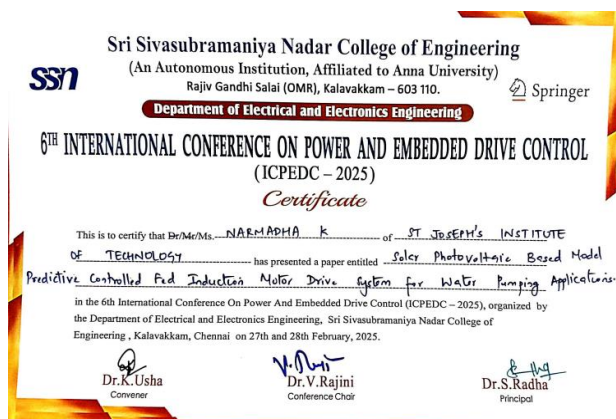 Sri Sivasubramaniya Nadar College of Engineering
(An Autonomous Institution, Affiliated to Anna University)
ssn
Rajiv Gandhi Salai (OMR), Kalavakkam – 603 110.
Springer
Department of Electrical and Electronics Engineering
6TH INTERNATIONAL CONFERENCE ON POWER AND EMBEDDED DRIVE CONTROL
(ICPEDC – 2025)
Certificate
This is to certify that Dr/Mr/Ms. NARMADHA K of ST JOSEPH'S INSTITUTE
OF TECHNOLOGY has presented a paper entitled Solar Photovoltaic Based Model
Predictive Controlled Fed Induction Motor Drive System for Water Pumping Applications.
in the 6th International Conference On Power And Embedded Drive Control (ICPEDC – 2025), organized by
the Department of Electrical and Electronics Engineering, Sri Sivasubramaniya Nadar College of
Engineering , Kalavakkam, Chennai on 27th and 28th February, 2025.
Dr.K.Usha
Convener
Dr.V.Rajini
Conference Chair
Dr.S.Radha
Principal